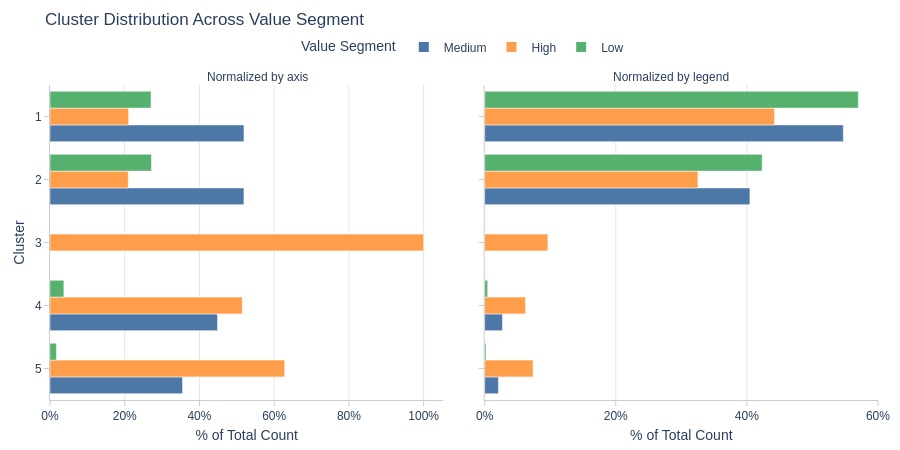 Cluster Distribution Across Value Segment
Value Segment Medium High Low
Normalized by axis
Normalized by legend
Cluster
1
2
3
4
5
0% 20% 40% 60% 80% 100%
0% 20% 40% 60%
% of Total Count
% of Total Count